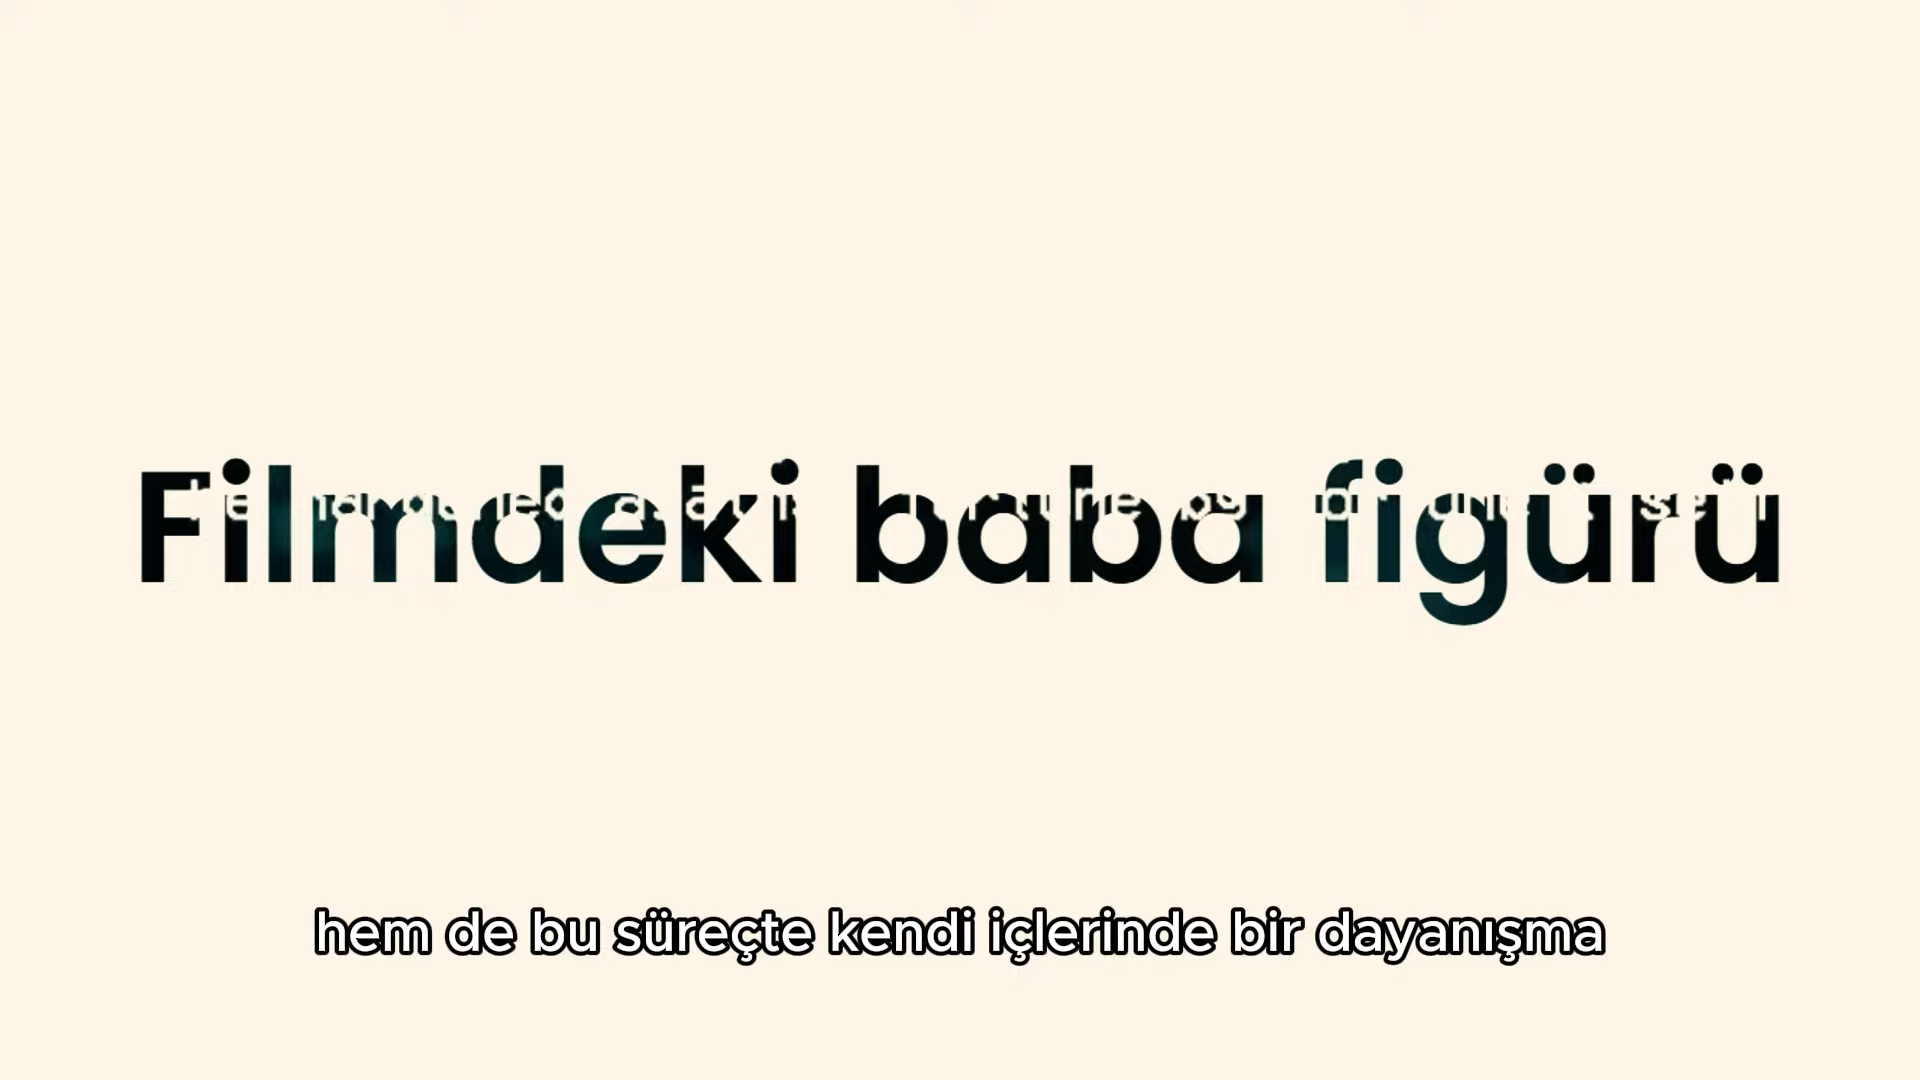 Filmdeki baba figürü
hem de bu süreçte kendi içlerinde bir dayanışma